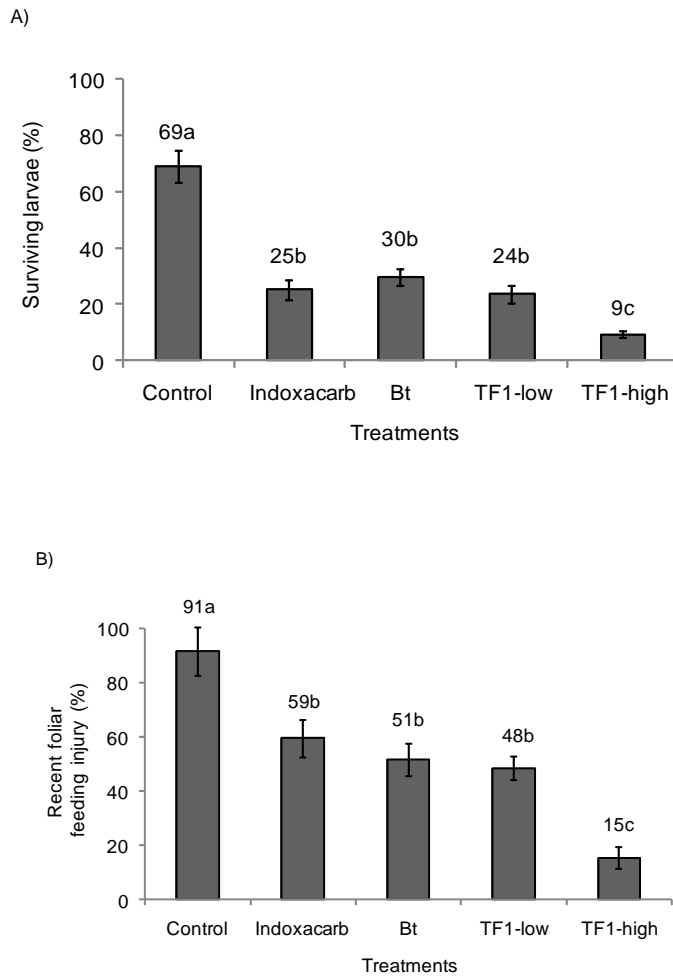 A)
100
80
60
40
20
0
Surviving larvae (%)
69a
25b
30b
24b
9c
Control Indoxacarb Bt TF1-low TF1-high
Treatments
B)
100
80
60
40
20
0
Recent foliar
feeding injury (%)
91a
59b
51b
48b
15c
Control Indoxacarb Bt TF1-low TF1-high
Treatments